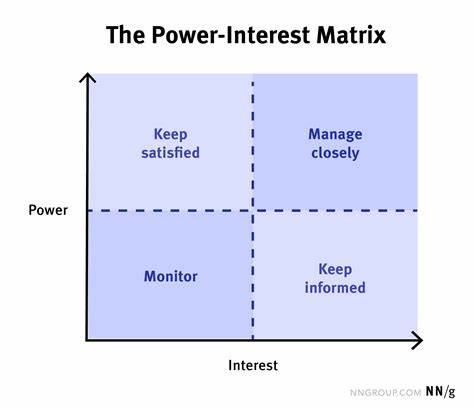 The Power-Interest Matrix
Keep
satisfied
Manage
closely
Power
Monitor
Keep
informed
Interest
NNGROUP.COM NN/g